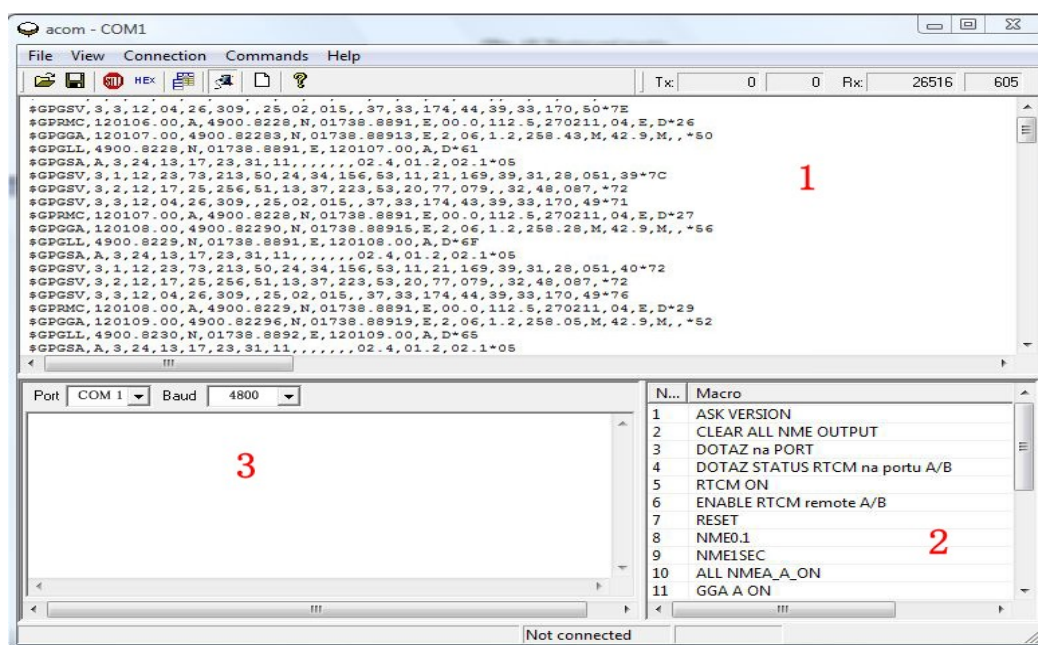 acom - COM1
File View Connection Commands Help
HEX Tx: 0 0 Rx: 26516 605
$GPGSV,3,3,12,04,26,309,,25,02,015,,37,33,174,44,39,33,170,50*7E
$GPRMC,120106.00,A,4900.8228,N,01738.8891,E,00.0,112.5,270211,04,E,D*26
$GPGGA,120107.00,4900.82283,N,01738.88913,E,2,06,1.2,258.43,M,42.9,M,,*50
$GPGLL,4900.8228,N,01738.8891,E,120107.00,A,D*61
$GPGSA,A,3,24,13,17,23,31,11,,,,,,,02.4,01.2,02.1*05
$GPGSV,3,1,12,23,73,213,50,24,34,156,53,11,21,169,39,31,28,051,39*7C
$GPGSV,3,2,12,17,25,256,51,13,37,223,53,20,77,079,,32,48,087,*72
$GPGSV,3,3,12,04,26,309,,25,02,015,,37,33,174,43,39,33,170,49*71
$GPRMC,120107.00,A,4900.8228,N,01738.8891,E,00.0,112.5,270211,04,E,D*27
$GPGGA,120108.00,4900.82290,N,01738.88915,E,2,06,1.2,258.28,M,42.9,M,,*56
$GPGLL,4900.8229,N,01738.8891,E,120108.00,A,D*6F
$GPGSA,A,3,24,13,17,23,31,11,,,,,,,02.4,01.2,02.1*05
$GPGSV,3,1,12,23,73,213,50,24,34,156,53,11,21,169,39,31,28,051,40*72
$GPGSV,3,2,12,17,25,256,51,13,37,223,53,20,77,079,,32,48,087,*72
$GPGSV,3,3,12,04,26,309,,25,02,015,,37,33,174,44,39,33,170,49*76
$GPRMC,120108.00,A,4900.8229,N,01738.8891,E,00.0,112.5,270211,04,E,D*29
$GPGGA,120109.00,4900.82296,N,01738.88919,E,2,06,1.2,258.05,M,42.9,M,,*52
$GPGLL,4900.8230,N,01738.8892,E,120109.00,A,D*65
$GPGSA,A,3,24,13,17,23,31,11,,,,,,,02.4,01.2,02.1*05
1
Port COM 1 Baud 4800
3
N... Macro
1 ASK VERSION
2 CLEAR ALL NME OUTPUT
3 DOTAZ na PORT
4 DOTAZ STATUS RTCM na portu A/B
5 RTCM ON
6 ENABLE RTCM remote A/B
7 RESET
8 NME0.1
9 NME1SEC
10 ALL NMEA_A_ON
11 GGA A ON
2
Not connected